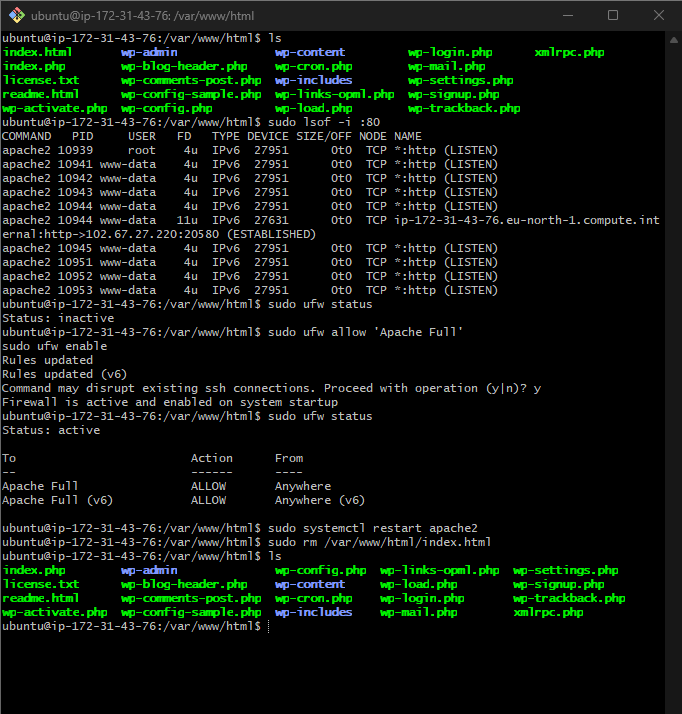 ubuntu@ip-172-31-43-76: /var/www/html
ubuntu@ip-172-31-43-76:/var/www/html$ ls
index.html wp-admin wp-content wp-login.php xmlrpc.php
index.php wp-blog-header.php wp-cron.php wp-mail.php
license.txt wp-comments-post.php wp-includes wp-settings.php
readme.html wp-config-sample.php wp-links-opml.php wp-signup.php
wp-activate.php wp-config.php wp-load.php wp-trackback.php
ubuntu@ip-172-31-43-76:/var/www/html$ sudo lsof -i :80
COMMAND PID USER FD TYPE DEVICE SIZE/OFF NODE NAME
apache2 10939 root 4u IPv6 27951 0t0 TCP *:http (LISTEN)
apache2 10941 www-data 4u IPv6 27951 0t0 TCP *:http (LISTEN)
apache2 10942 www-data 4u IPv6 27951 0t0 TCP *:http (LISTEN)
apache2 10943 www-data 4u IPv6 27951 0t0 TCP *:http (LISTEN)
apache2 10944 www-data 4u IPv6 27951 0t0 TCP *:http (LISTEN)
apache2 10944 www-data 11u IPv6 27631 0t0 TCP ip-172-31-43-76.eu-north-1.compute.int
ernal:http->102.67.27.220:20580 (ESTABLISHED)
apache2 10945 www-data 4u IPv6 27951 0t0 TCP *:http (LISTEN)
apache2 10951 www-data 4u IPv6 27951 0t0 TCP *:http (LISTEN)
apache2 10952 www-data 4u IPv6 27951 0t0 TCP *:http (LISTEN)
apache2 10953 www-data 4u IPv6 27951 0t0 TCP *:http (LISTEN)
ubuntu@ip-172-31-43-76:/var/www/html$ sudo ufw status
Status: inactive
ubuntu@ip-172-31-43-76:/var/www/html$ sudo ufw allow 'Apache Full'
sudo ufw enable
Rules updated
Rules updated (v6)
Command may disrupt existing ssh connections. Proceed with operation (y|n)? y
Firewall is active and enabled on system startup
ubuntu@ip-172-31-43-76:/var/www/html$ sudo ufw status
Status: active
To Action From
-- ------ ----
Apache Full ALLOW Anywhere
Apache Full (v6) ALLOW Anywhere (v6)
ubuntu@ip-172-31-43-76:/var/www/html$ sudo systemctl restart apache2
ubuntu@ip-172-31-43-76:/var/www/html$ sudo rm /var/www/html/index.html
ubuntu@ip-172-31-43-76:/var/www/html$ ls
index.php wp-admin wp-config.php wp-links-opml.php wp-settings.php
license.txt wp-blog-header.php wp-content wp-load.php wp-signup.php
readme.html wp-comments-post.php wp-cron.php wp-login.php wp-trackback.php
wp-activate.php wp-config-sample.php wp-includes wp-mail.php xmlrpc.php
ubuntu@ip-172-31-43-76:/var/www/html$